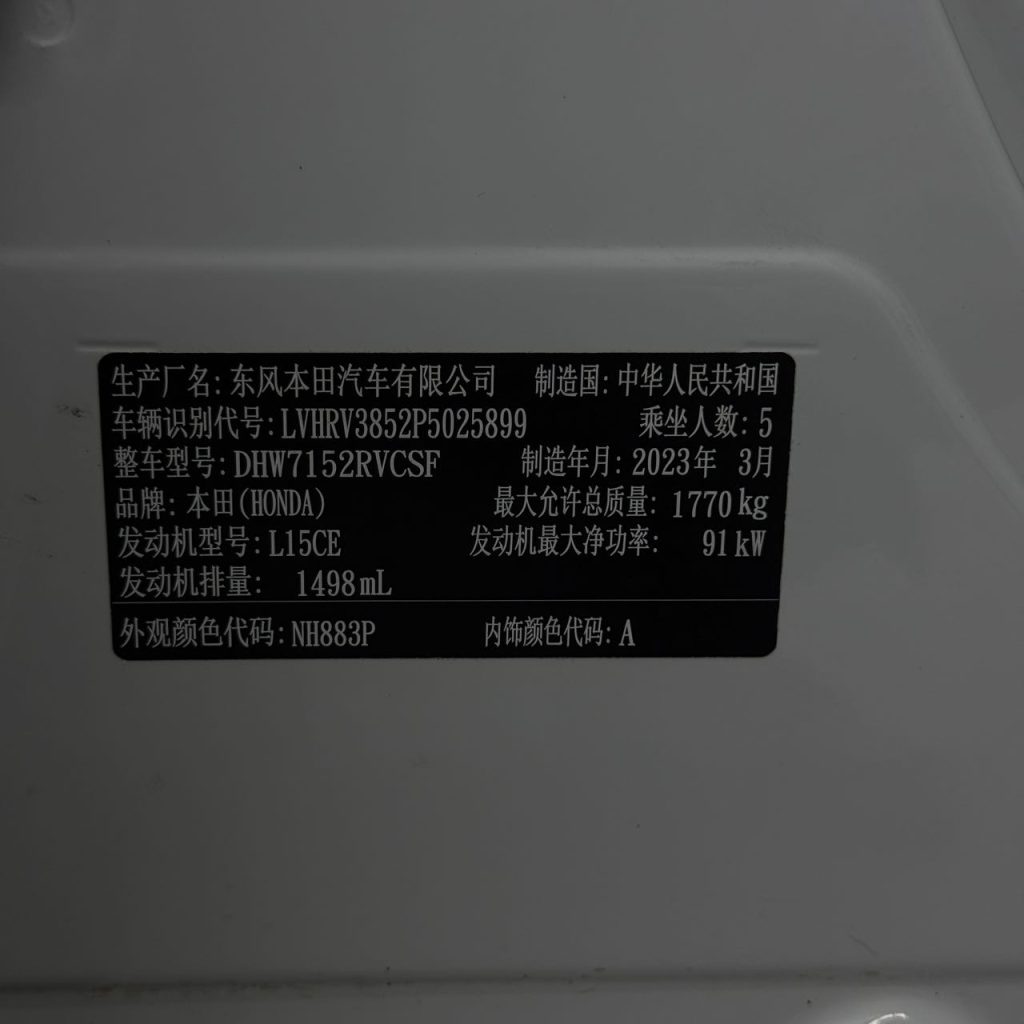 生产厂名: 东风本田汽车有限公司 制造国: 中华人民共和国
车辆识别代号: LVHRV3852P5025899 乘坐人数: 5
整车型号: DHW7152RVCSF 制造年月: 2023年 3月
品牌: 本田(HONDA) 最大允许总质量: 1770kg
发动机型号: L15CE 发动机最大净功率: 91kW
发动机排量: 1498mL
外观颜色代码: NH883P 内饰颜色代码: A